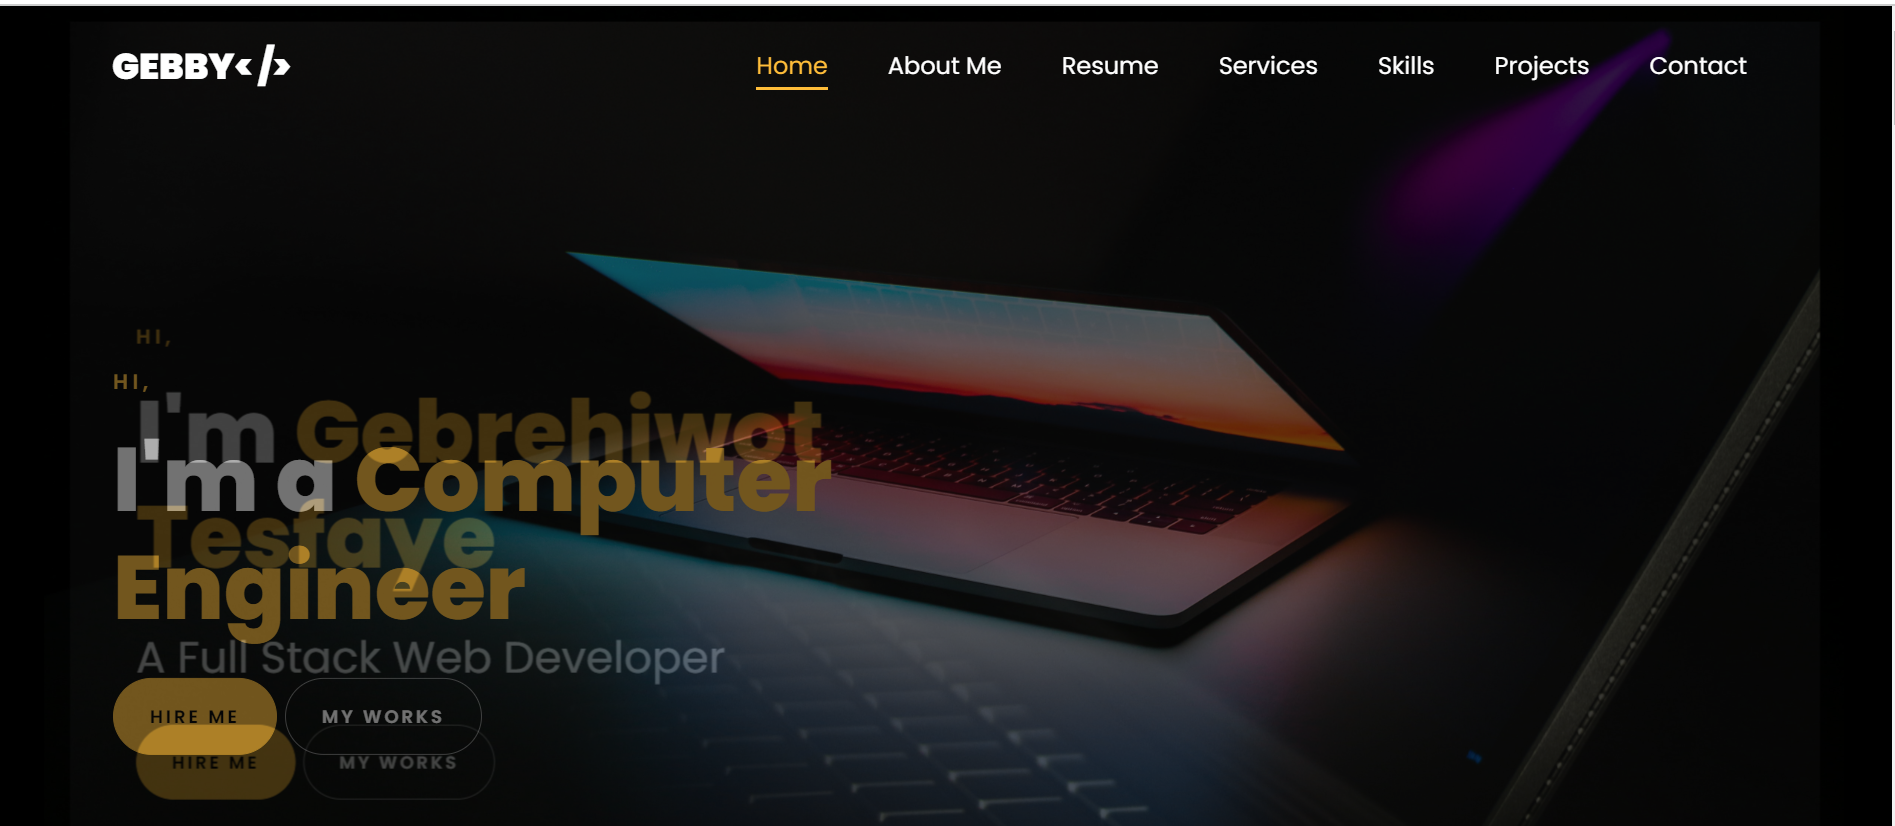 GEBBY</>
Home About Me Resume Services Skills Projects Contact
HI,
HI,
I'm Gebrehiwot
I'm a Computer
Tesfaye
Engineer
A Full Stack Web Developer
HIRE ME MY WORKS
HIRE ME MY WORKS